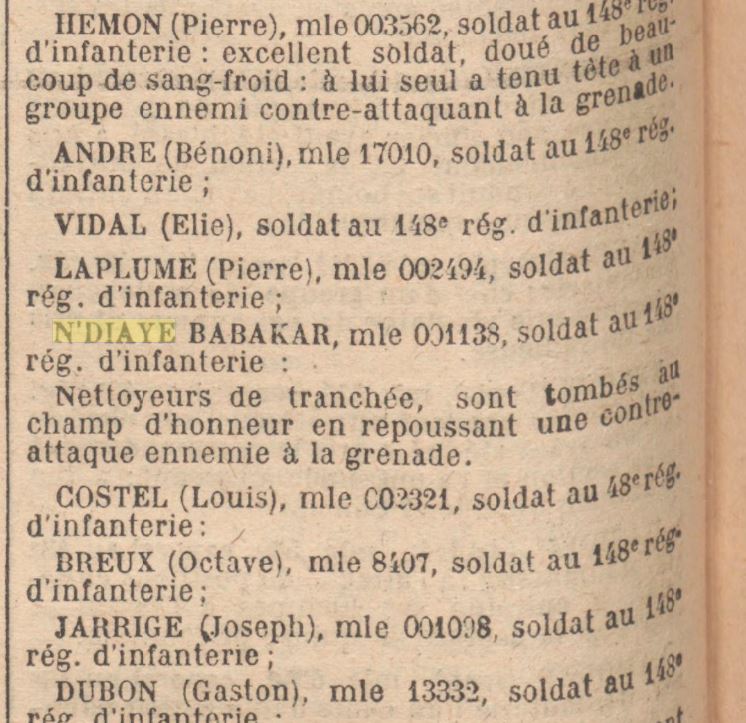 HEMON (Pierre), mle 003562, soldat au 148e rég.
d'infanterie : excellent soldat, doué de beau-
coup de sang-froid : à lui seul a tenu tête à un
groupe ennemi contre-attaquant à la grenade.
ANDRE (Bénoni), mle 17010, soldat au 148e rég.
d'infanterie ;
VIDAL (Elie), soldat au 148e rég. d'infanterie;
LAPLUME (Pierre), mle 002494, soldat au 148e
rég. d'infanterie ;
N'DIAYE BABAKAR, mle 001138, soldat au 148e
rég. d'infanterie :
Nettoyeurs de tranchée, sont tombés au
champ d'honneur en repoussant une contre-
attaque ennemie à la grenade.
COSTEL (Louis), mle C02321, soldat au 48e rég.
d'infanterie :
BREUX (Octave), mle 8407, soldat au 148e rég.
d'infanterie ;
JARRIGE (Joseph), mle 001098, soldat au 148e
rég. d'infanterie ;
DUBON (Gaston), mle 13332, soldat au 148e
rég. d'infanterie :